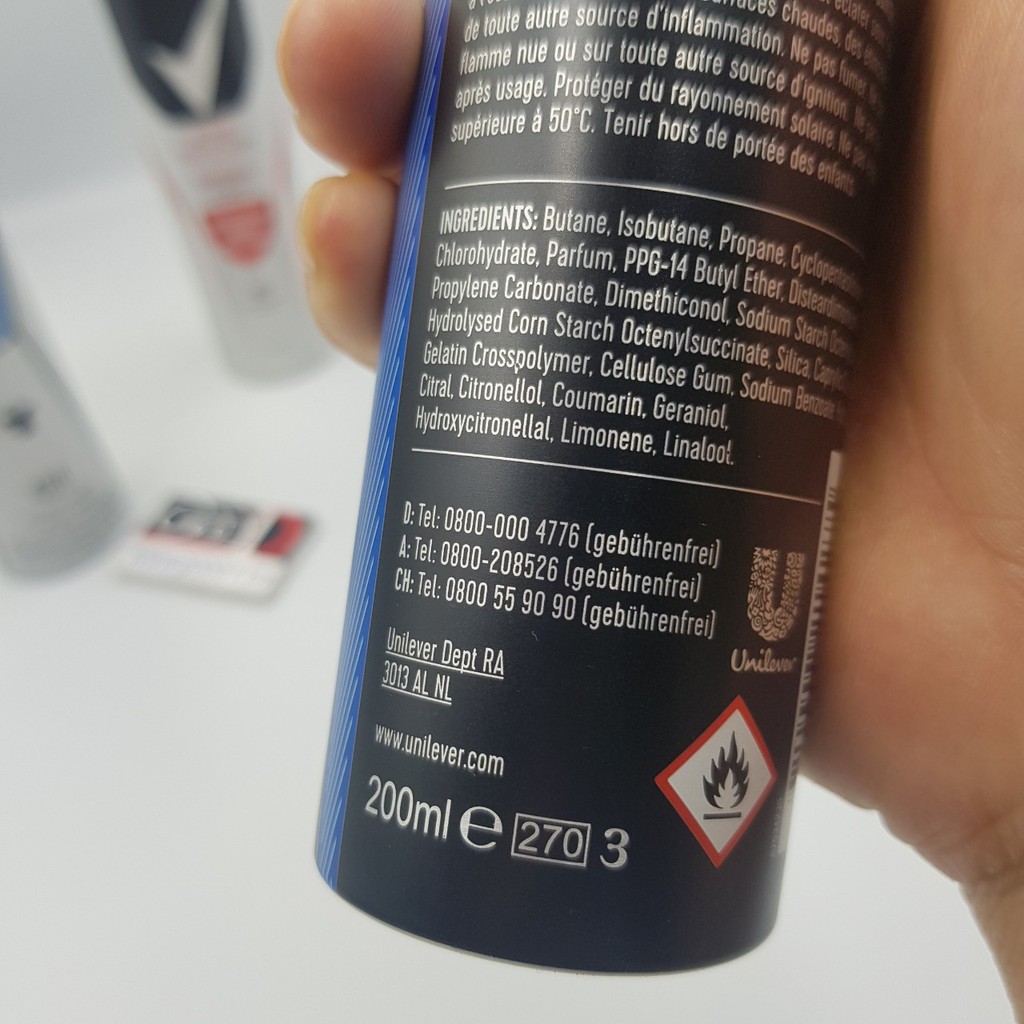 de toute autre source d'inflammation. Ne pas fumer
flamme nue ou sur toute autre source d'ignition. Ne
après usage. Protéger du rayonnement solaire. Ne
supérieure à 50°C. Tenir hors de portée des enfants
INGREDIENTS: Butane, Isobutane, Propane,
Chlorohydrate, Parfum, PPG-14 Butyl Ether,
Propylene Carbonate, Dimethiconol, Sodium Starch
Hydrolysed Corn Starch Octenylsuccinate, Silica,
Gelatin Crosspolymer, Cellulose Gum, Sodium Benzoate
Citral, Citronellol, Coumarin, Geraniol,
Hydroxycitronellal, Limonene, Linalool.
D: Tel: 0800-000 4776 (gebührenfrei)
A: Tel: 0800-208526 (gebührenfrei)
CH: Tel: 0800 55 90 90 (gebührenfrei)
Unilever
Unilever Dept RA
3013 AL NL
www.unilever.com
200ml e 270 3